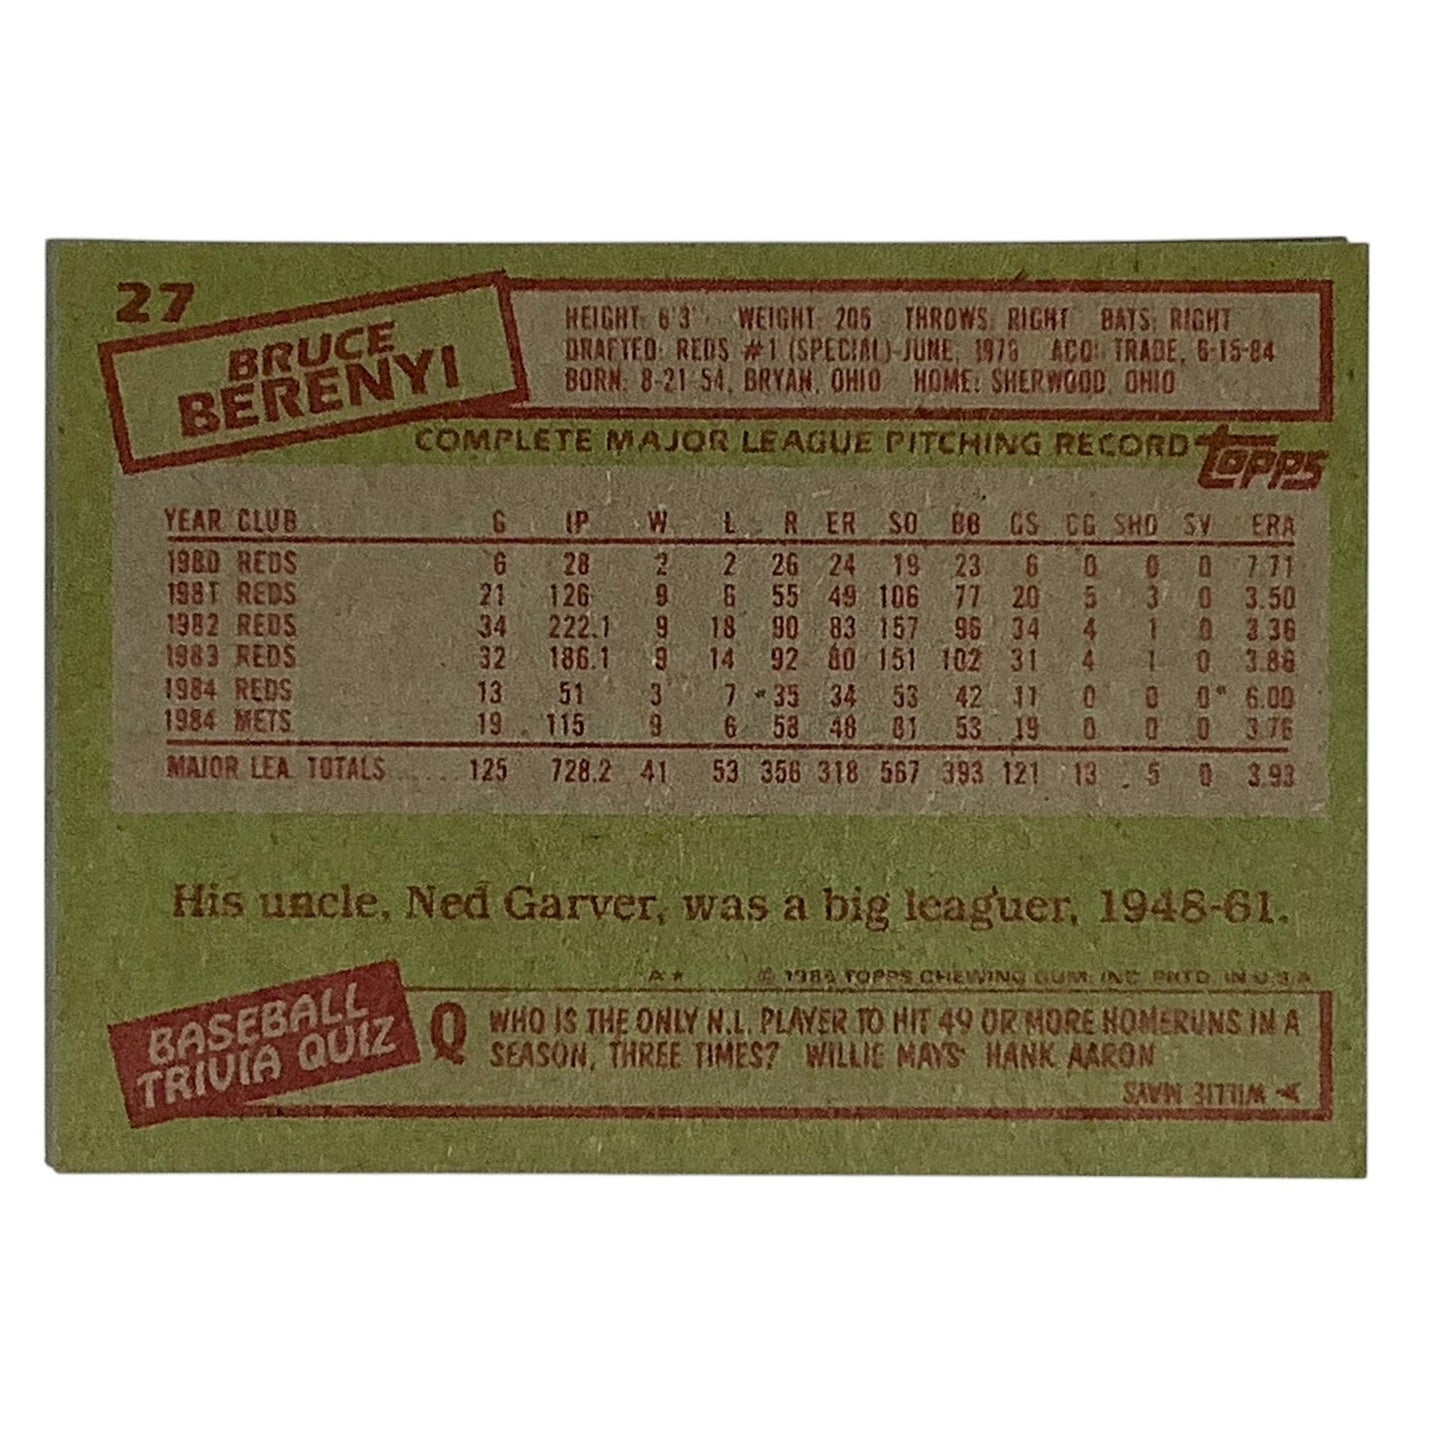 27
BRUCE
BERENYI
HEIGHT: 6'3" WEIGHT: 205 THROWS: RIGHT BATS: RIGHT
DRAFTED: REDS #1 (SPECIAL)-JUNE, 1976 ACQ: TRADE, 6-15-84
BORN: 8-21-54, BRYAN, OHIO HOME: SHERWOOD, OHIO
COMPLETE MAJOR LEAGUE PITCHING RECORD
topps
YEAR CLUB G IP W L R ER SO BB GS CG SHO SV ERA
1980 REDS 6 28 2 2 26 24 19 23 6 0 0 0 7.71
1981 REDS 21 126 9 6 55 49 106 77 20 5 3 0 3.50
1982 REDS 34 222.1 9 18 90 83 157 96 34 4 1 0 3.36
1983 REDS 32 186.1 9 14 92 80 151 102 31 4 1 0 3.86
1984 REDS 13 51 3 7 •35 34 53 42 11 0 0 0• 6.00
1984 METS 19 115 9 6 58 48 81 53 19 0 0 0 3.76
MAJOR LEA. TOTALS 125 728.2 41 53 356 318 567 393 121 13 5 0 3.93
His uncle, Ned Garver, was a big leaguer, 1948-61.
A* © 1985 TOPPS CHEWING GUM, INC. PRTD. IN U.S.A.
BASEBALL
TRIVIA QUIZ
Q WHO IS THE ONLY N.L. PLAYER TO HIT 49 OR MORE HOMERUNS IN A
SEASON, THREE TIMES? WILLIE MAYS HANK AARON
A WILLIE MAYS